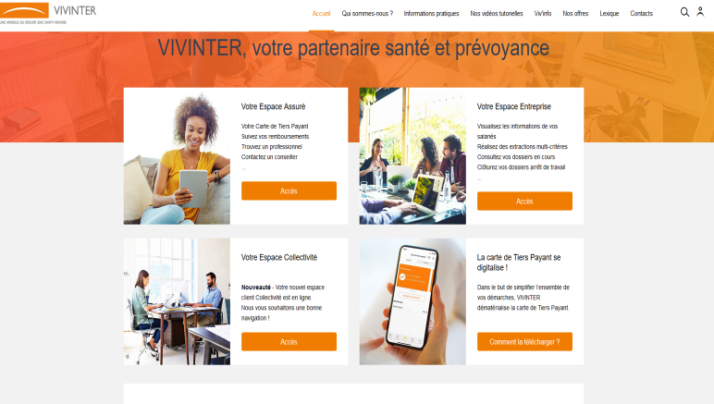 VIVINTER
Accueil Qui sommes-nous ? Informations pratiques Nos vidéos tutorielles Viv'info Nos offres Lexique Contacts
VIVINTER, votre partenaire santé et prévoyance
Votre Espace Assuré
Votre Carte de Tiers Payant
Suivez vos remboursements
Trouvez un professionnel
Contactez un conseiller
...
Accès
Votre Espace Entreprise
Visualisez les informations de vos
salariés
Réalisez des extractions multi-critères
Consultez vos dossiers en cours
Clôturez vos dossiers arrêt de travail
...
Accès
Votre Espace Collectivité
Nouveauté - Votre nouvel espace
client Collectivité est en ligne
Nous vous souhaitons une bonne
navigation !
Accès
La carte de Tiers Payant se
digitalise !
Dans le but de simplifier l'ensemble de
vos démarches, VIVINTER
dématérialise la carte de Tiers Payant.
Comment la télécharger ?